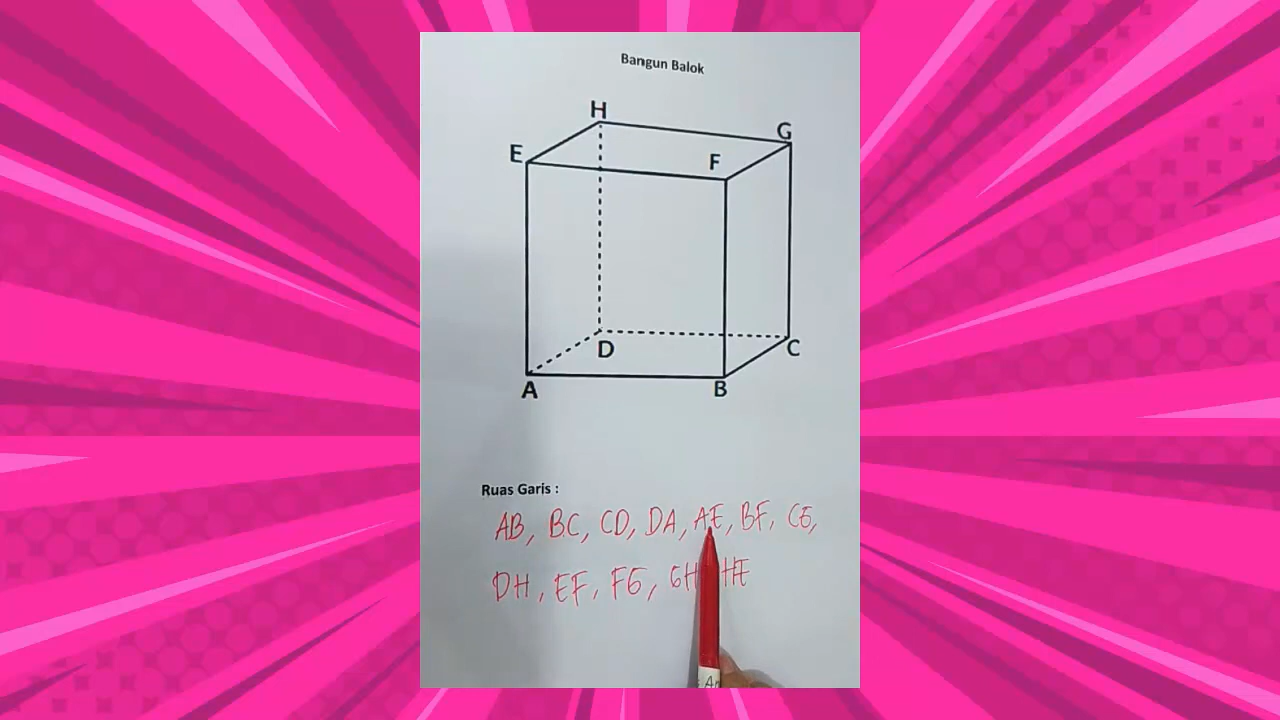 Bangun Balok
H
G
E
F
D
C
A
B
Ruas Garis :
AB, BC, CD, DA, AE, BF, CG,
DH, EF, FG, GH HE